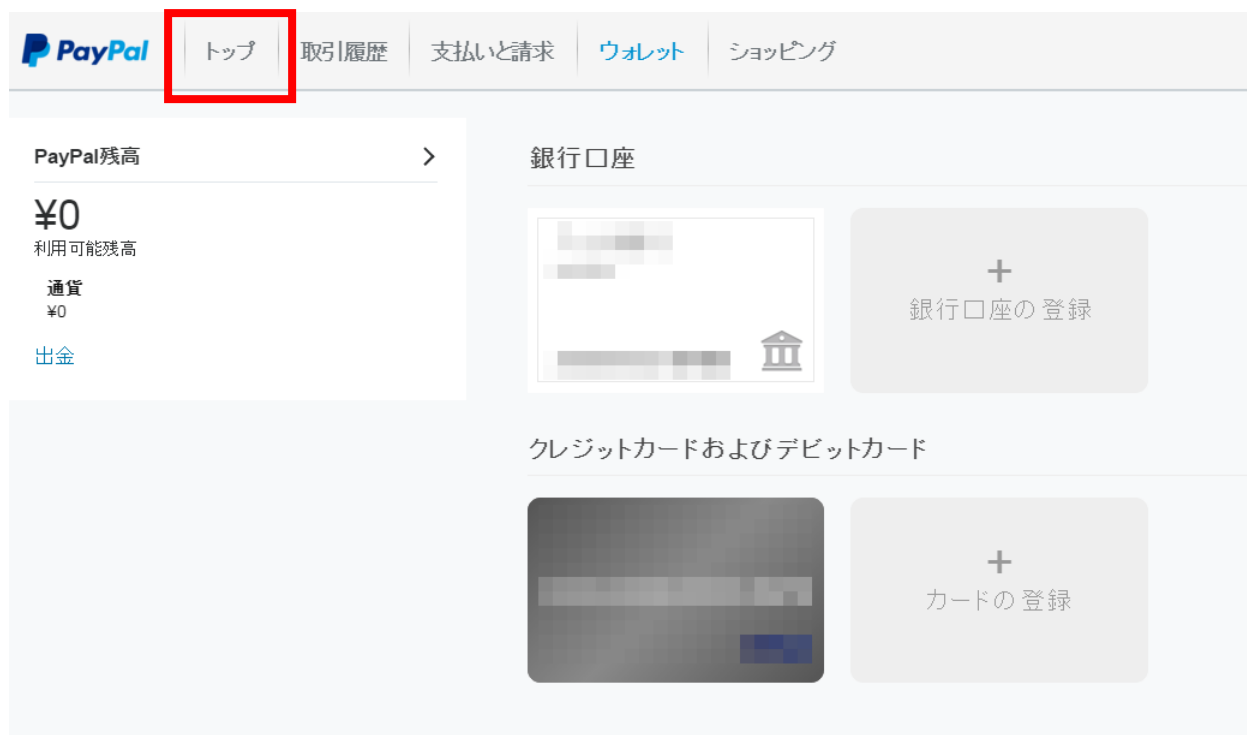 PayPal トップ 取引履歴 支払いと請求 ウォレット ショッピング
PayPal残高
¥0
利用可能残高
通貨
¥0
出金
銀行口座
+
銀行口座の登録
クレジットカードおよびデビットカード
+
カードの登録